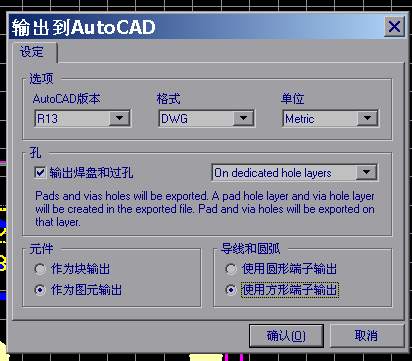 输出到AutoCAD
设定
选项
AutoCAD版本 格式 单位
R13 DWG Metric
孔
输出焊盘和过孔 On dedicated hole layers
Pads and vias holes will be exported. A pad hole layer and via hole layer
will be created in the exported file. Pad and via holes will be exported on
that layer.
元件 导线和圆弧
作为块输出 使用圆形端子输出
作为图元输出 使用方形端子输出
确认(O) 取消